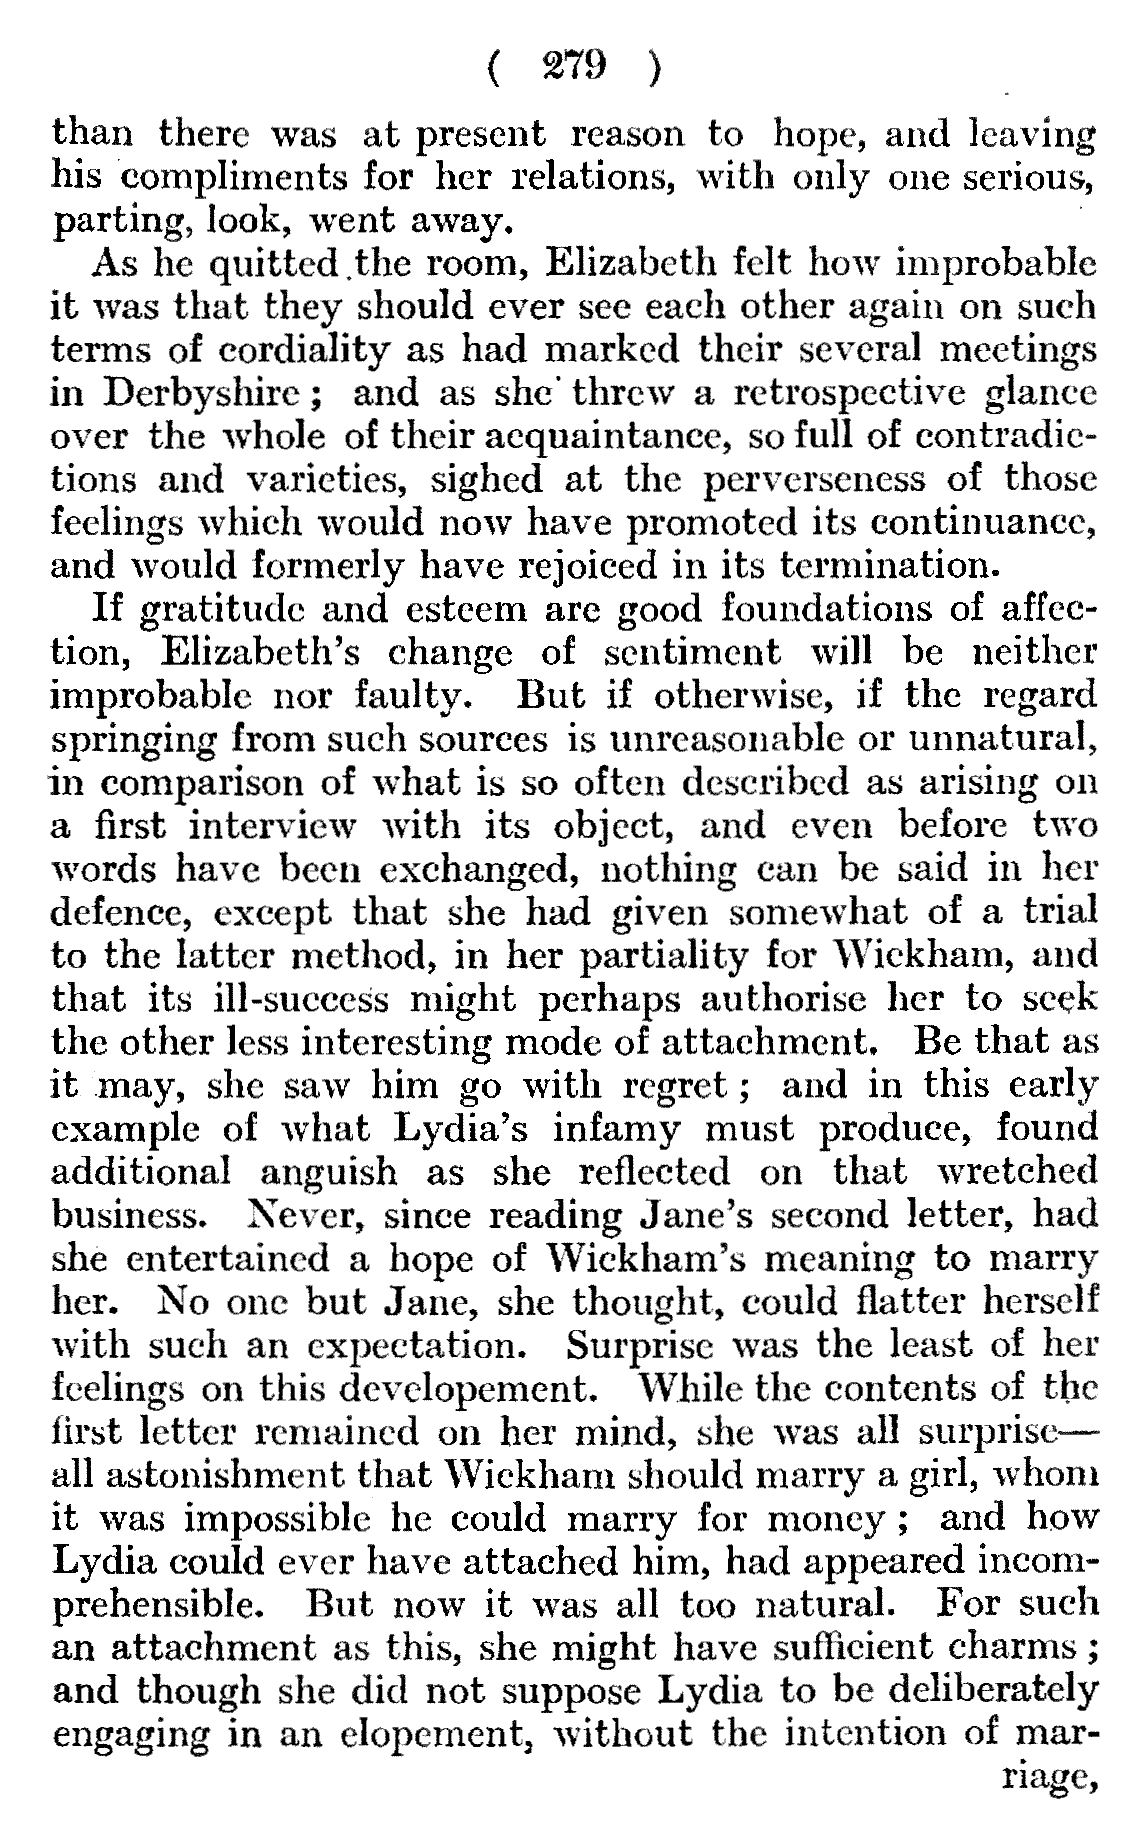 ( 279 )
than there was at present reason to hope, and leaving
his compliments for her relations, with only one serious,
parting, look, went away.
As he quitted the room, Elizabeth felt how improbable
it was that they should ever see each other again on such
terms of cordiality as had marked their several meetings
in Derbyshire ; and as she threw a retrospective glance
over the whole of their acquaintance, so full of contradic-
tions and varieties, sighed at the perverseness of those
feelings which would now have promoted its continuance,
and would formerly have rejoiced in its termination.
If gratitude and esteem are good foundations of affec-
tion, Elizabeth's change of sentiment will be neither
improbable nor faulty. But if otherwise, if the regard
springing from such sources is unreasonable or unnatural,
in comparison of what is so often described as arising on
a first interview with its object, and even before two
words have been exchanged, nothing can be said in her
defence, except that she had given somewhat of a trial
to the latter method, in her partiality for Wickham, and
that its ill-success might perhaps authorise her to seek
the other less interesting mode of attachment. Be that as
it may, she saw him go with regret ; and in this early
example of what Lydia's infamy must produce, found
additional anguish as she reflected on that wretched
business. Never, since reading Jane's second letter, had
she entertained a hope of Wickham's meaning to marry
her. No one but Jane, she thought, could flatter herself
with such an expectation. Surprise was the least of her
feelings on this developement. While the contents of the
first letter remained on her mind, she was all surprise—
all astonishment that Wickham should marry a girl, whom
it was impossible he could marry for money ; and how
Lydia could ever have attached him, had appeared incom-
prehensible. But now it was all too natural. For such
an attachment as this, she might have sufficient charms ;
and though she did not suppose Lydia to be deliberately
engaging in an elopement, without the intention of mar-
riage,